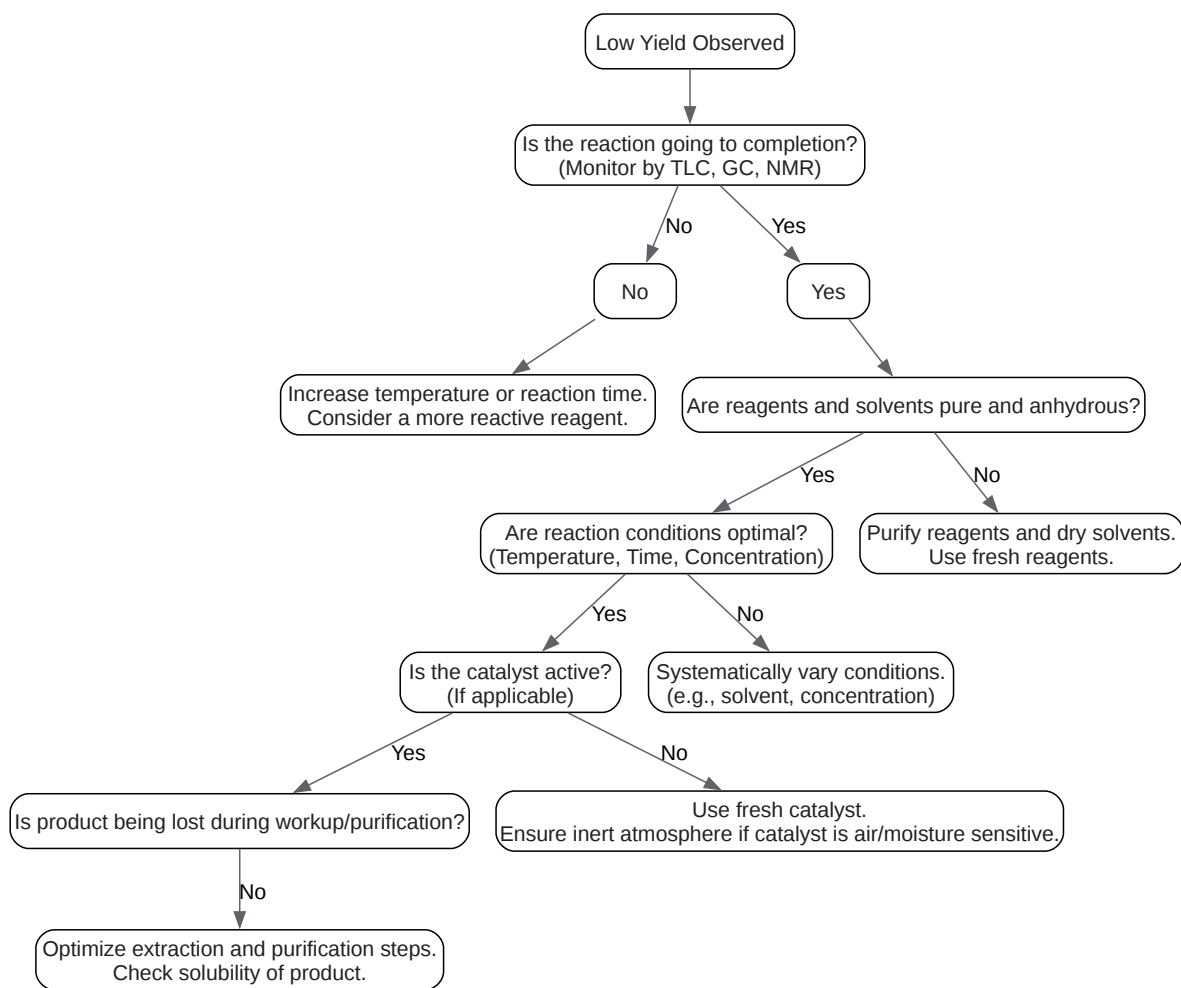 Low Yield Observed
Is the reaction going to completion?
(Monitor by TLC, GC, NMR)
No
Yes
No
Yes
Increase temperature or reaction time.
Consider a more reactive reagent.
Are reagents and solvents pure and anhydrous?
Yes
No
Are reaction conditions optimal?
(Temperature, Time, Concentration)
Purify reagents and dry solvents.
Use fresh reagents.
Yes
No
Is the catalyst active?
(If applicable)
Systematically vary conditions.
(e.g., solvent, concentration)
Yes
No
Is product being lost during workup/purification?
Use fresh catalyst.
Ensure inert atmosphere if catalyst is air/moisture sensitive.
No
Optimize extraction and purification steps.
Check solubility of product.